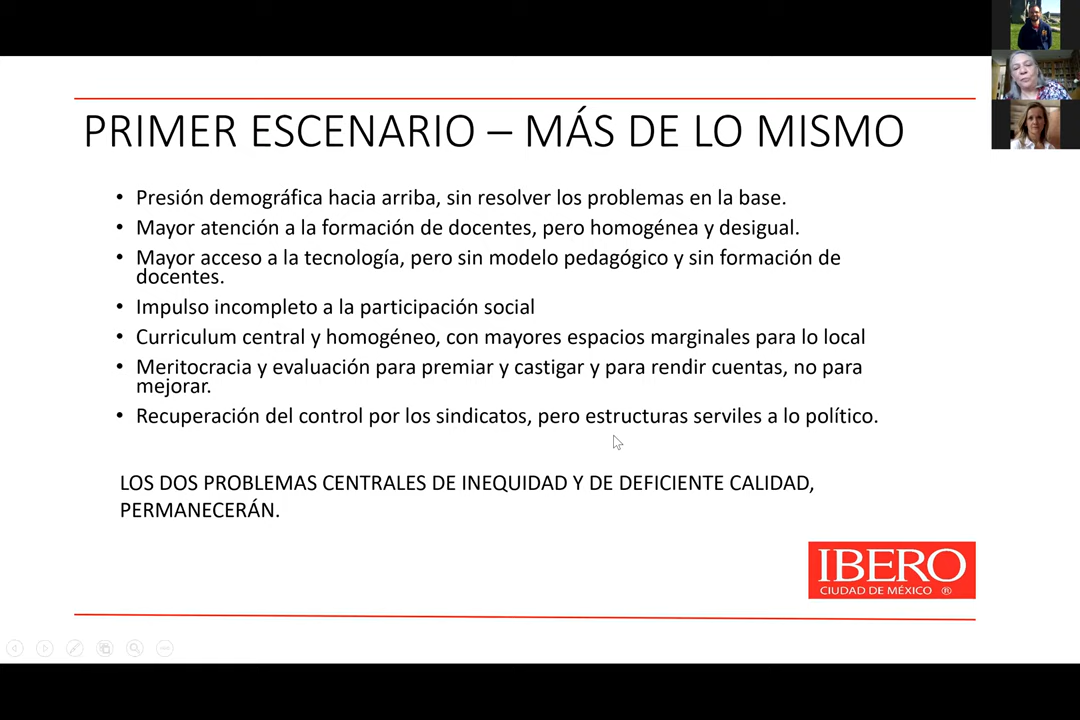 PRIMER ESCENARIO – MÁS DE LO MISMO
• Presión demográfica hacia arriba, sin resolver los problemas en la base.
• Mayor atención a la formación de docentes, pero homogénea y desigual.
• Mayor acceso a la tecnología, pero sin modelo pedagógico y sin formación de
docentes.
• Impulso incompleto a la participación social
• Curriculum central y homogéneo, con mayores espacios marginales para lo local
• Meritocracia y evaluación para premiar y castigar y para rendir cuentas, no para
mejorar.
• Recuperación del control por los sindicatos, pero estructuras serviles a lo político.
LOS DOS PROBLEMAS CENTRALES DE INEQUIDAD Y DE DEFICIENTE CALIDAD,
PERMANECERÁN.
IBERO
CIUDAD DE MÉXICO ®